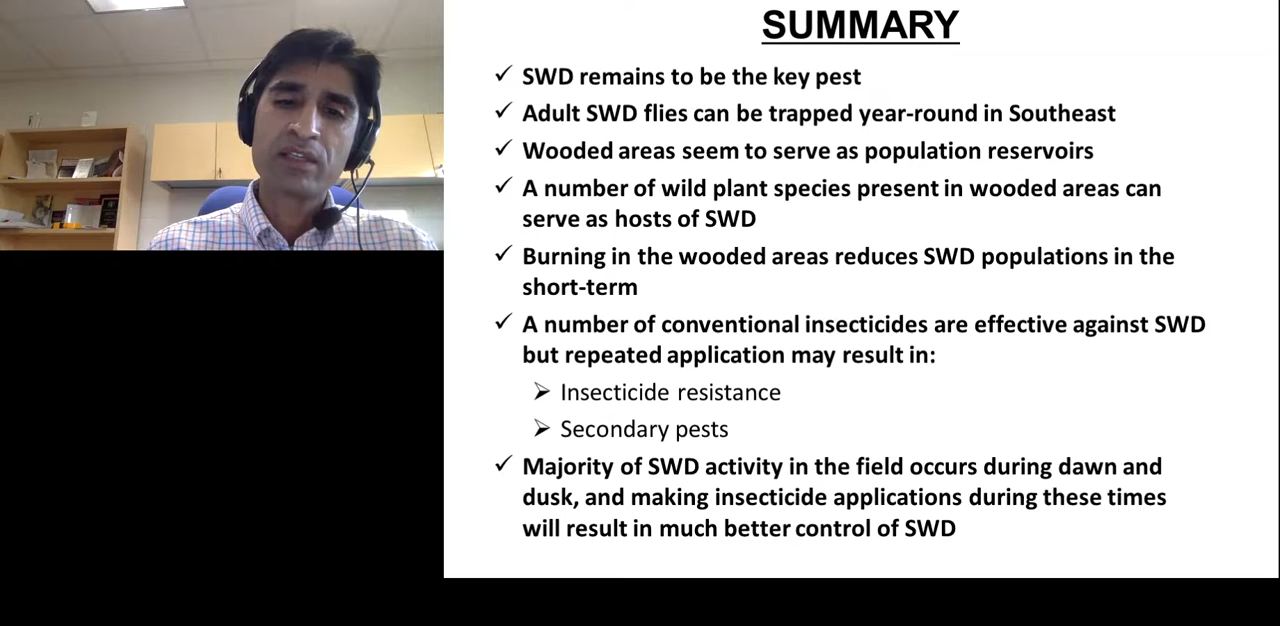 SUMMARY
✓ SWD remains to be the key pest
✓ Adult SWD flies can be trapped year-round in Southeast
✓ Wooded areas seem to serve as population reservoirs
✓ A number of wild plant species present in wooded areas can
serve as hosts of SWD
✓ Burning in the wooded areas reduces SWD populations in the
short-term
✓ A number of conventional insecticides are effective against SWD
but repeated application may result in:
➢ Insecticide resistance
➢ Secondary pests
✓ Majority of SWD activity in the field occurs during dawn and
dusk, and making insecticide applications during these times
will result in much better control of SWD